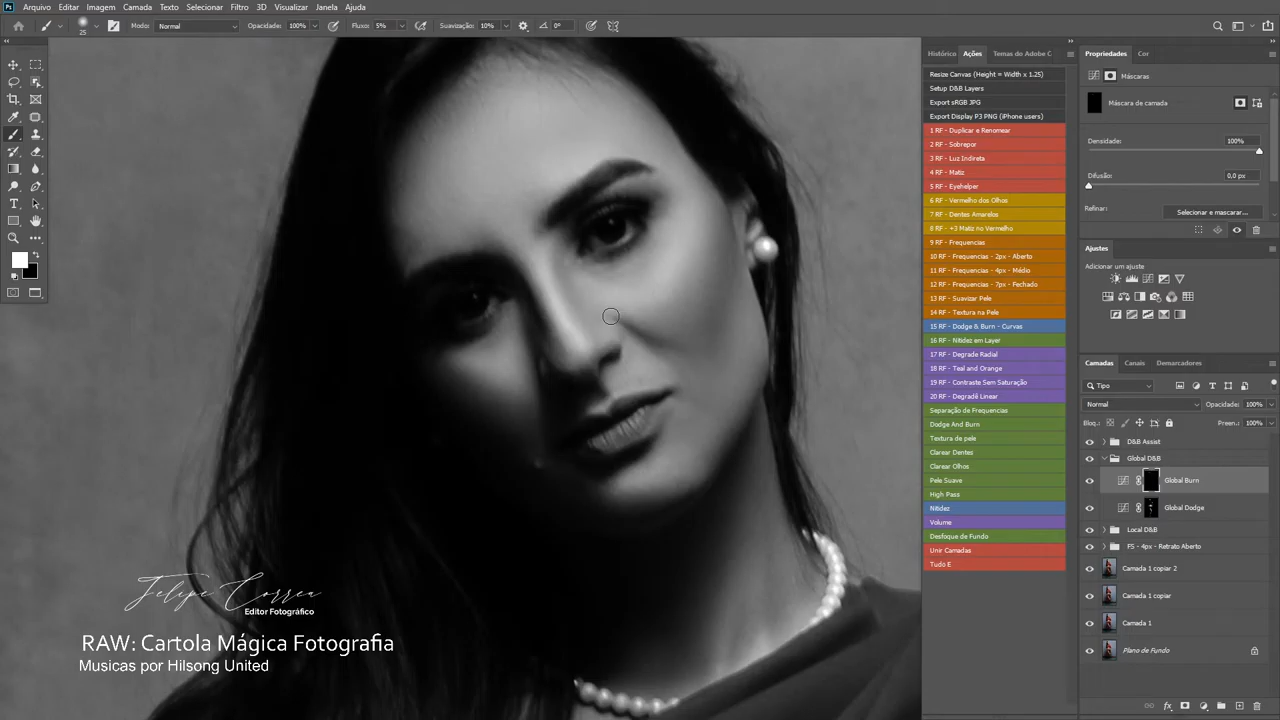 Arquivo Editar Imagem Camada Texto Selecionar Filtro 3D Visualizar Janela Ajuda
25 Modo: Normal Opacidade: 100% Fluxo: 5% Suavização: 10% 0°
Histórico Ações Temas do Adobe C
Resize Canvas (Height = Width x 1.25)
Setup D&B Layers
Export sRGB JPG
Export Display P3 PNG (iPhone users)
1 RF - Duplicar e Renomear
2 RF - Sobrepor
3 RF - Luz Indireta
4 RF - Matiz
5 RF - Eyehelper
6 RF - Vermelho dos Olhos
7 RF - Dentes Amarelos
8 RF - +3 Matiz no Vermelho
9 RF - Frequencias
10 RF - Frequencias - 2px - Aberto
11 RF - Frequencias - 4px - Médio
12 RF - Frequencias - 7px - Fechado
13 RF - Suavizar Pele
14 RF - Textura na Pele
15 RF - Dodge & Burn - Curvas
16 RF - Nitidez em Layer
17 RF - Degrade Radial
18 RF - Teal and Orange
19 RF - Contraste Sem Saturação
20 RF - Degradê Linear
Separação de Frequencias
Dodge And Burn
Textura de pele
Clarear Dentes
Clarear Olhos
Pele Suave
High Pass
Nitidez
Volume
Desfoque de Fundo
Unir Camadas
Tudo E
Propriedades Cor
Máscaras
Máscara de camada
Densidade: 100%
Difusão: 0,0 px
Refinar: Selecionar e mascarar...
Ajustes
Adicionar um ajuste
Camadas Canais Demarcadores
Tipo
Normal Opacidade: 100%
Bloq.: Preen.: 100%
D&B Assist
Global D&B
Global Burn
Global Dodge
Local D&B
FS - 4px - Retrato Aberto
Camada 1 copiar 2
Camada 1 copiar
Camada 1
Plano de Fundo
Felipe Correa
Editor Fotográfico
RAW: Cartola Mágica Fotografia
Musicas por Hilsong United